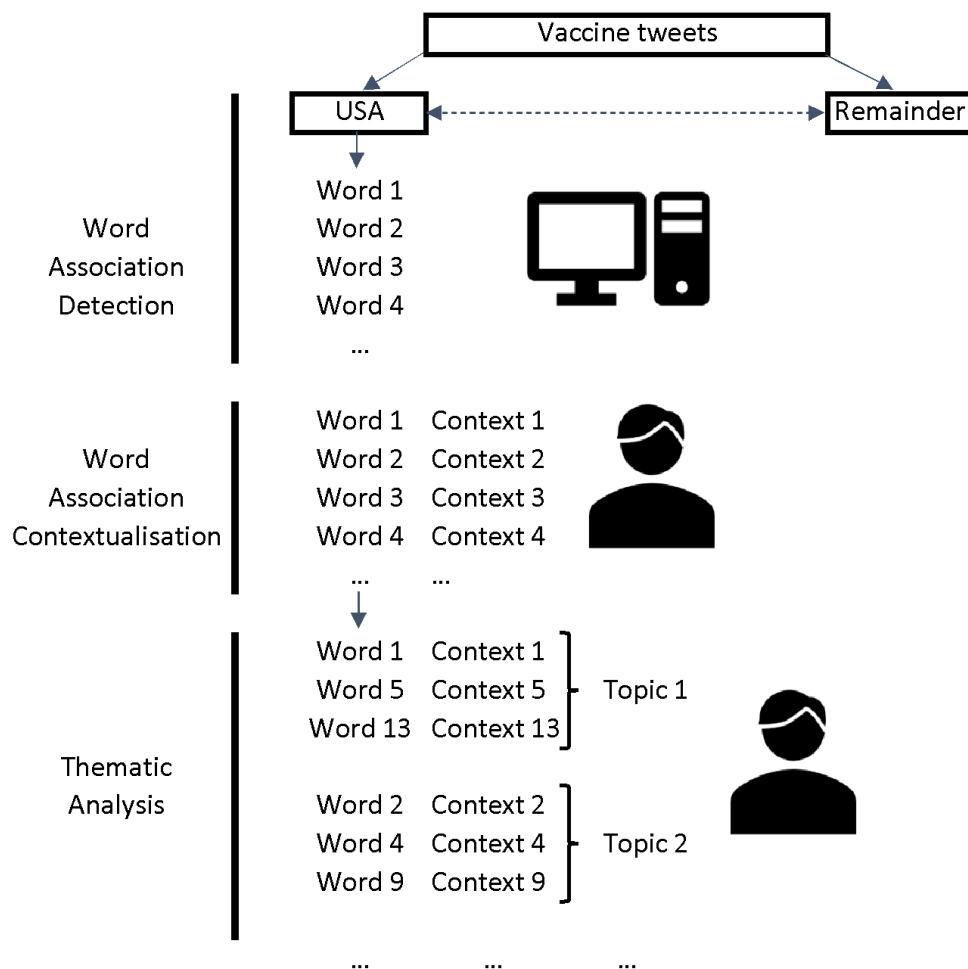 Vaccine tweets
USA
Remainder
Word
Association
Detection
Word 1
Word 2
Word 3
Word 4
...
Word
Association
Contextualisation
Word 1 Context 1
Word 2 Context 2
Word 3 Context 3
Word 4 Context 4
... ...
Thematic
Analysis
Word 1 Context 1
Word 5 Context 5
Word 13 Context 13
Topic 1
Word 2 Context 2
Word 4 Context 4
Word 9 Context 9
Topic 2
... ... ...